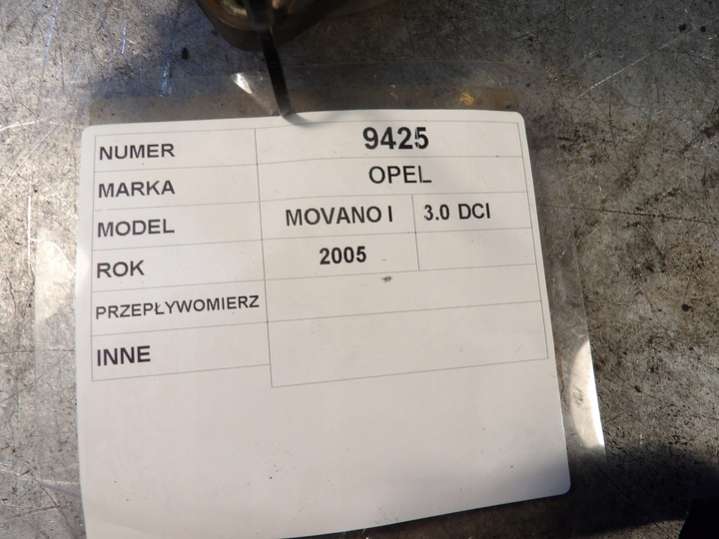 NUMER 9425
MARKA OPEL
MODEL MOVANO I 3.0 DCI
ROK 2005
PRZEPŁYWOMIERZ
INNE